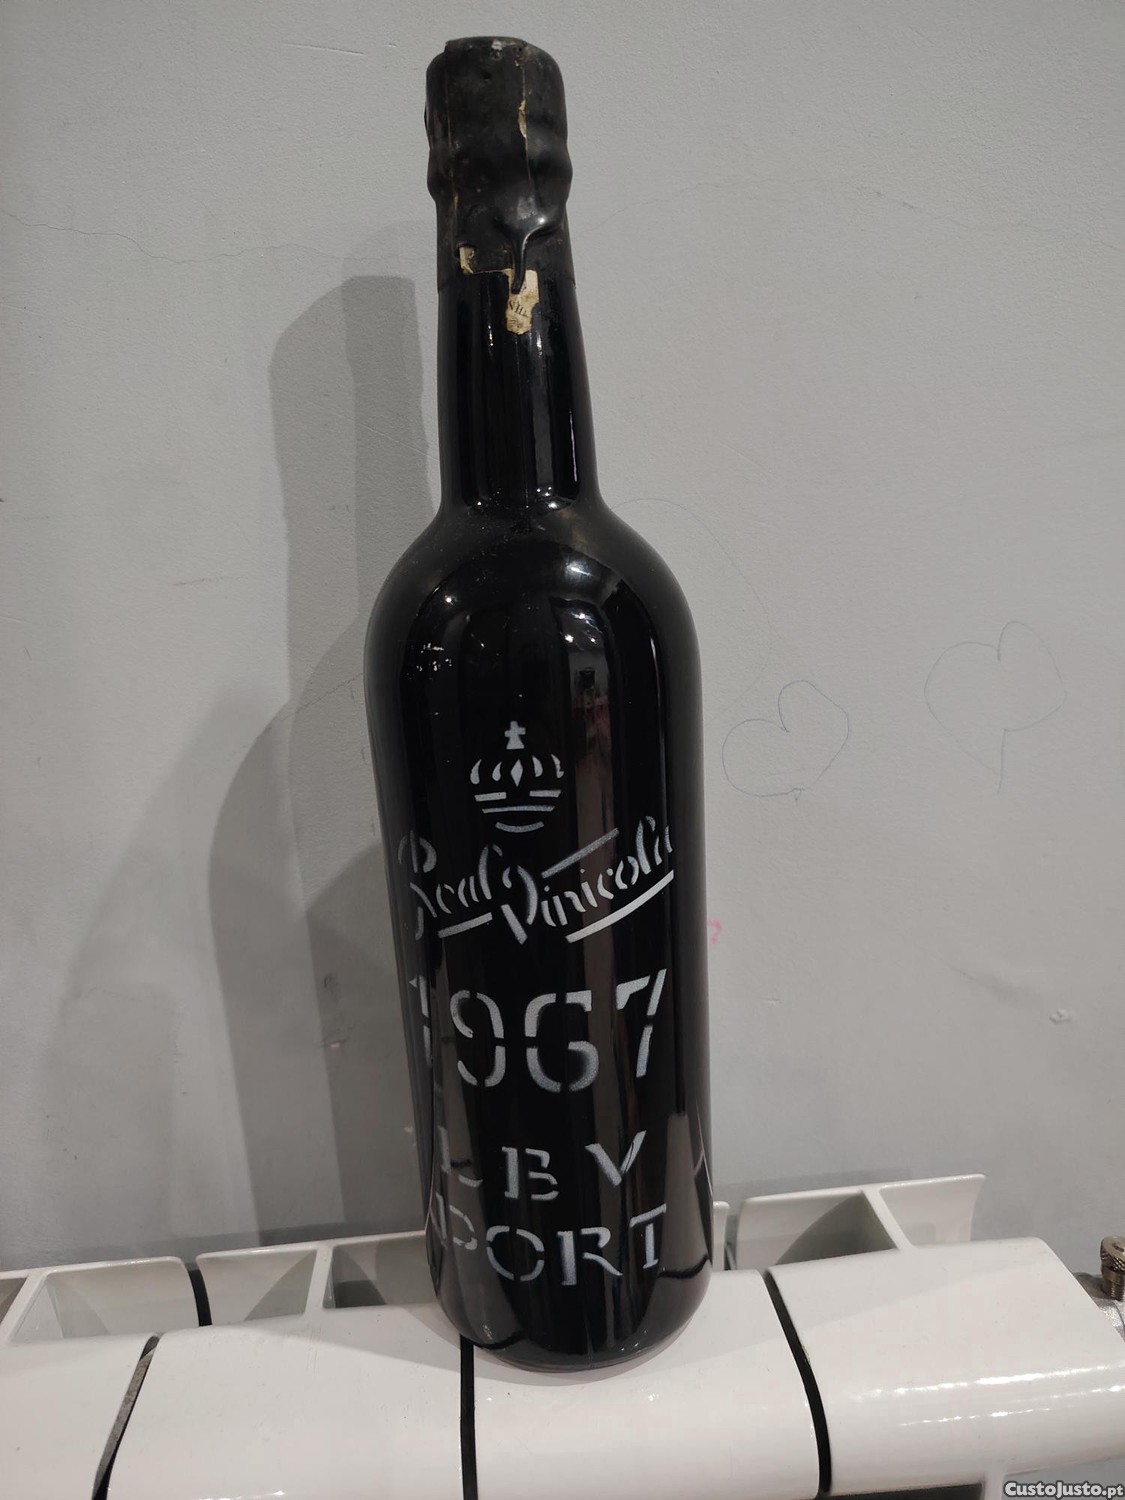 Real Vinicola
1967
LBV
PORT
CustoJusto.pt